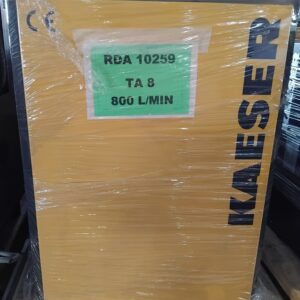 CE
RDA 10259
TA 8
800 L/MIN
KAESER